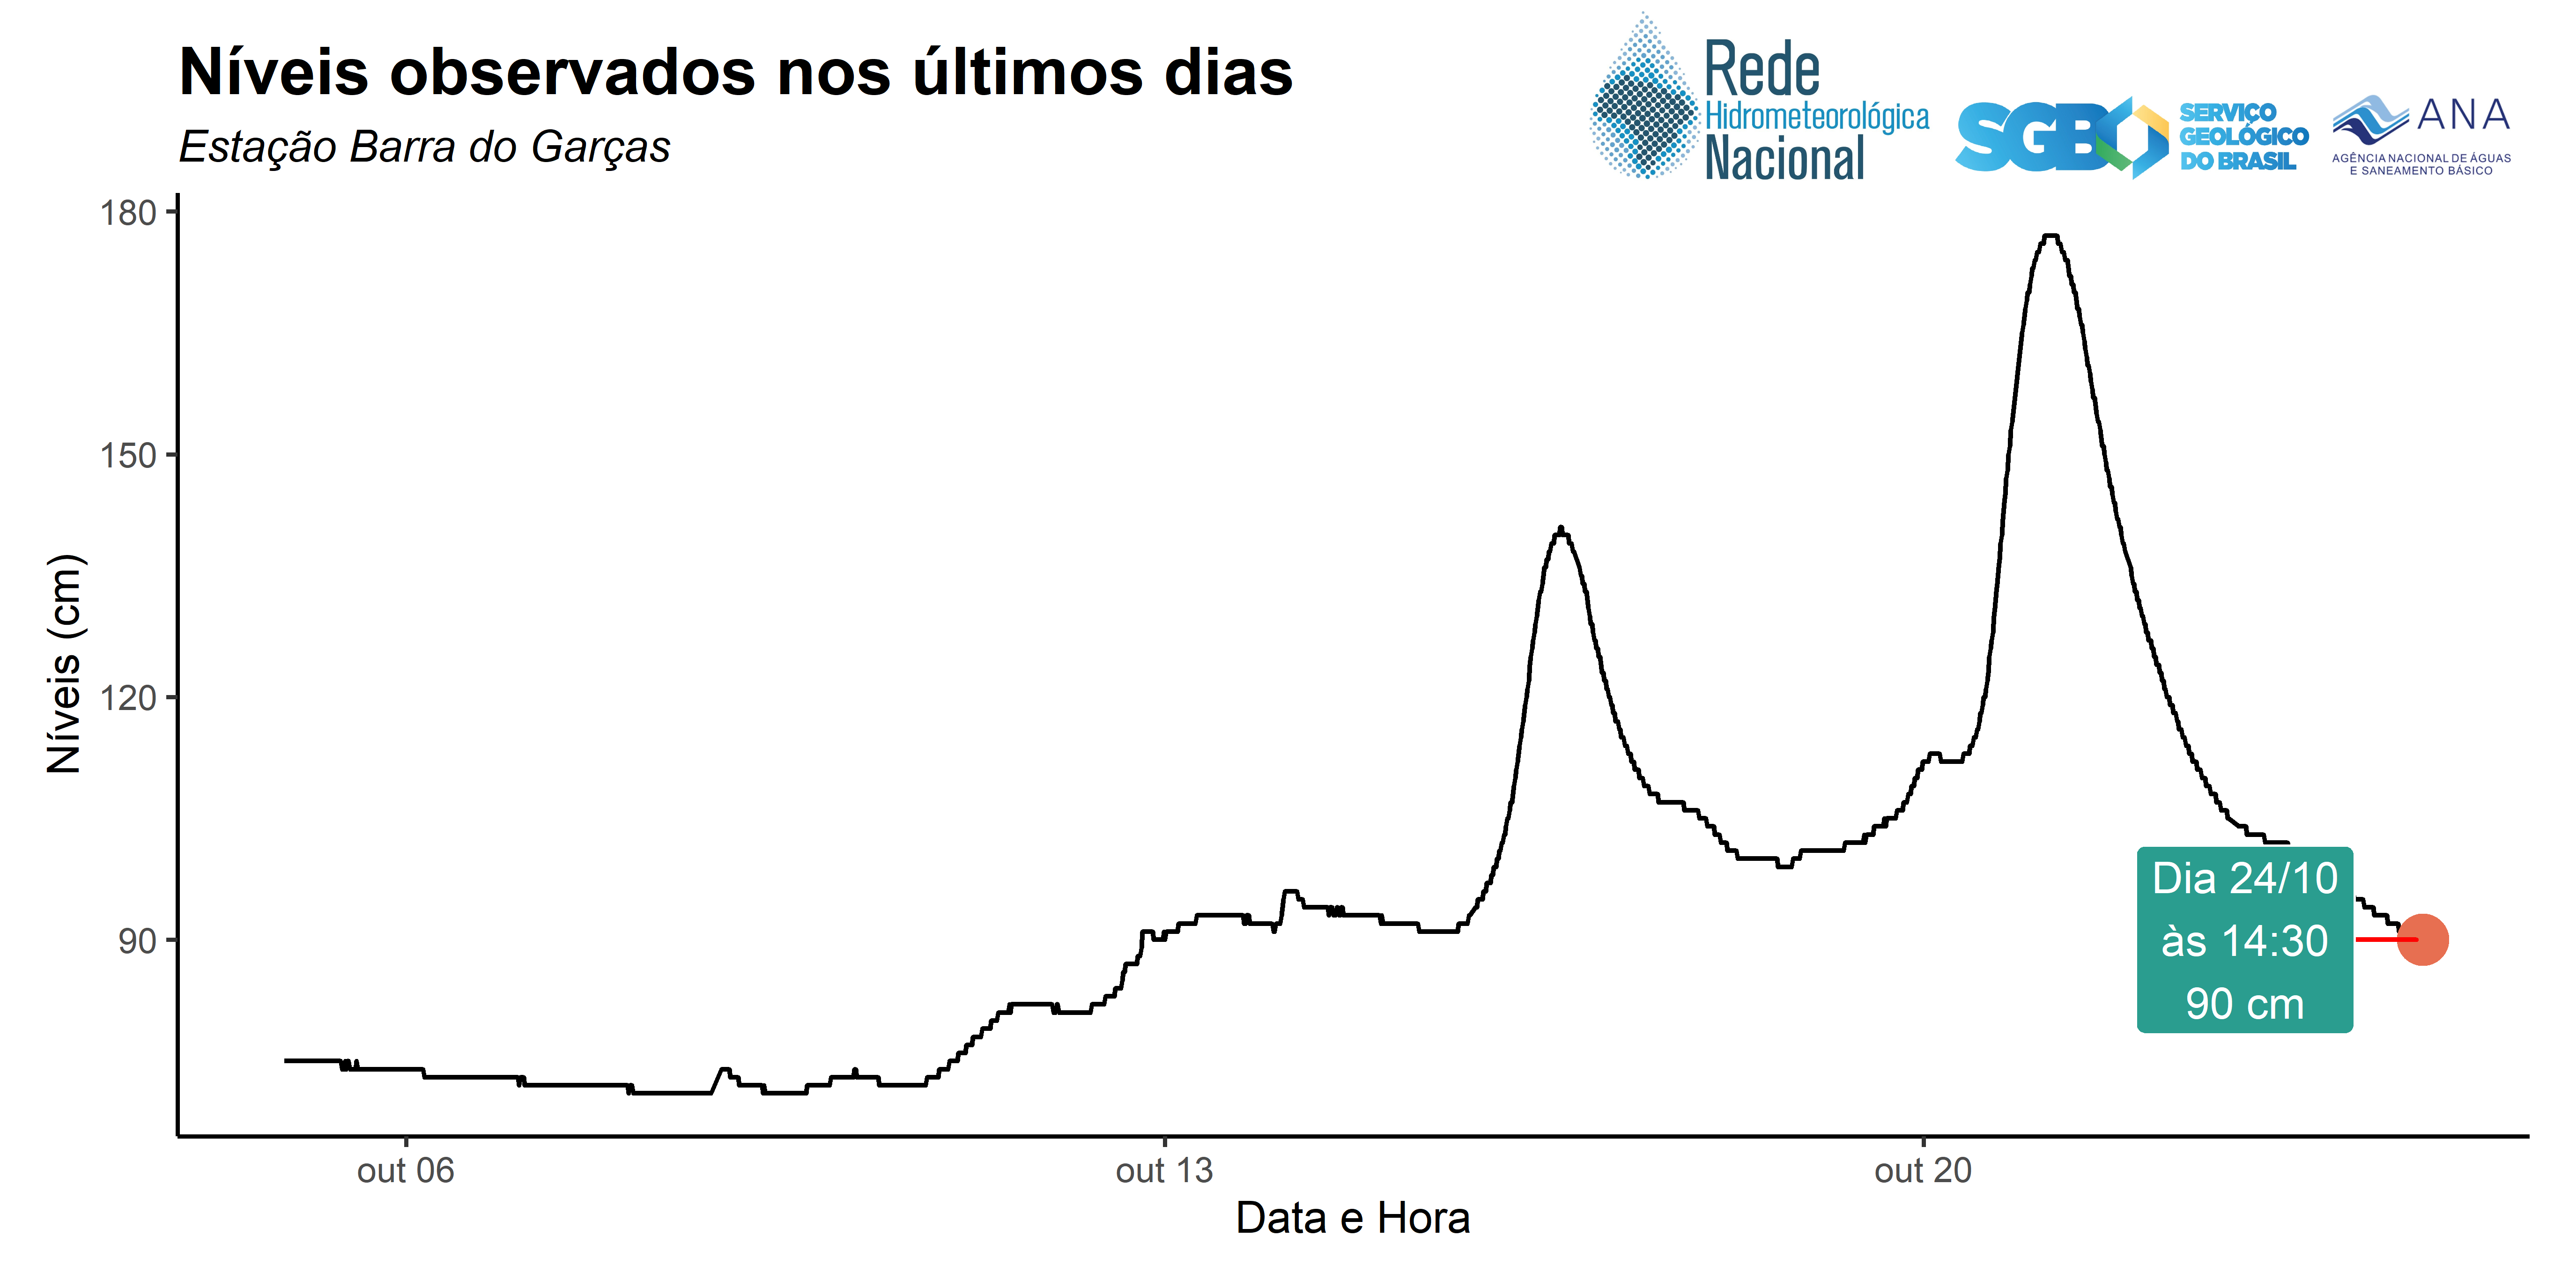 Níveis observados nos últimos dias
Estação Barra do Garças
Rede
Hidrometeorológica
Nacional
SGB
SERVIÇO
GEOLÓGICO
DO BRASIL
ANA
AGÊNCIA NACIONAL DE ÁGUAS
E SANEAMENTO BÁSICO
Níveis (cm)
180
150
120
90
Dia 24/10
às 14:30
90 cm
out 06
out 13
out 20
Data e Hora